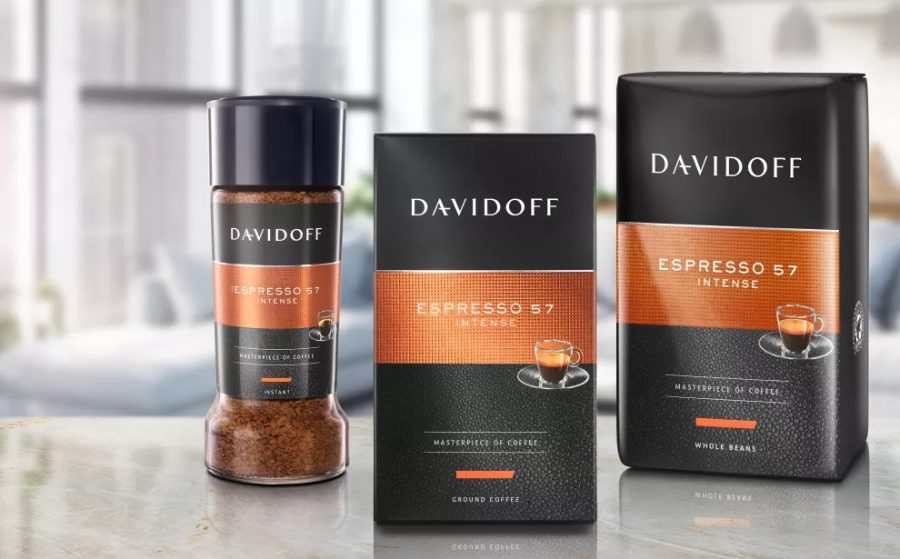 DAVIDOFF
ESPRESSO 57
INTENSE
MASTERPIECE OF COFFEE
INSTANT
DAVIDOFF
ESPRESSO 57
INTENSE
MASTERPIECE OF COFFEE
GROUND COFFEE
DAVIDOFF
ESPRESSO 57
INTENSE
MASTERPIECE OF COFFEE
WHOLE BEANS